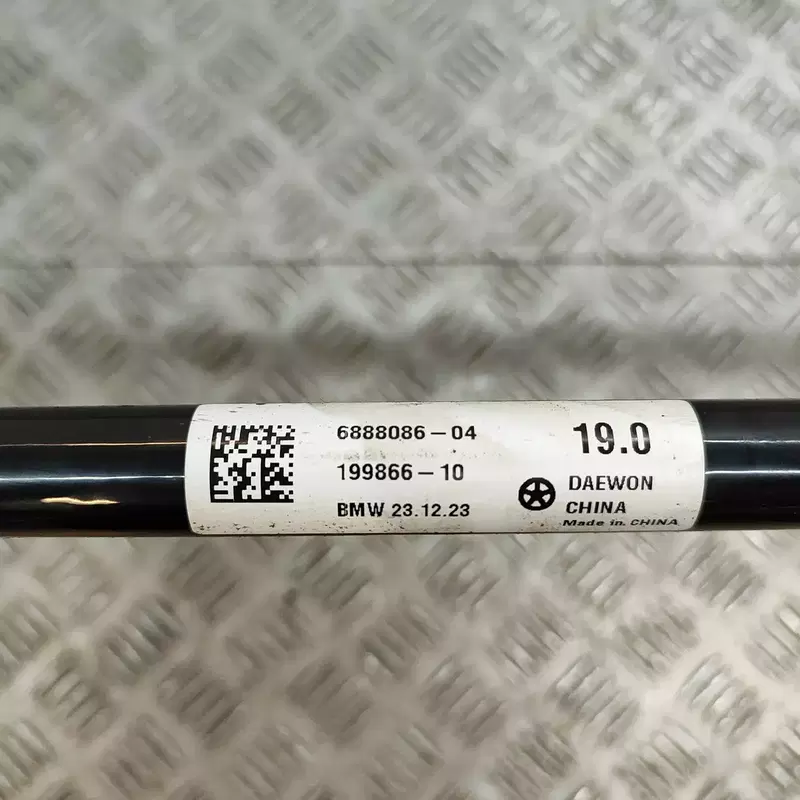 6888086-04
199866-10
BMW 23.12.23
19.0
DAEWON
CHINA
Made in CHINA